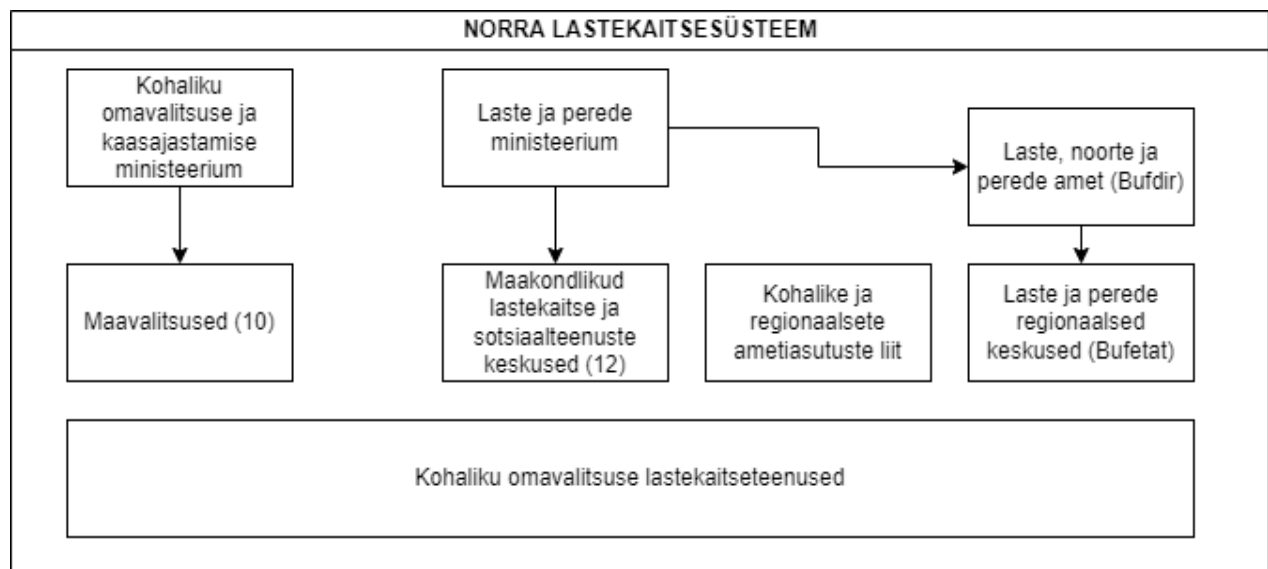 NORRA LASTEKAITSESÜSTEEM
Kohaliku
omavalitsuse ja
kaasajastamise
ministeerium
Laste ja perede
ministeerium
Laste, noorte ja
perede amet (Bufdir)
Maavalitsused (10)
Maakondlikud
lastekaitse ja
sotsiaalteenuste
keskused (12)
Kohalike ja
regionaalsete
ametiasutuste liit
Laste ja perede
regionaalsed
keskused (Bufetat)
Kohaliku omavalitsuse lastekaitseteenused